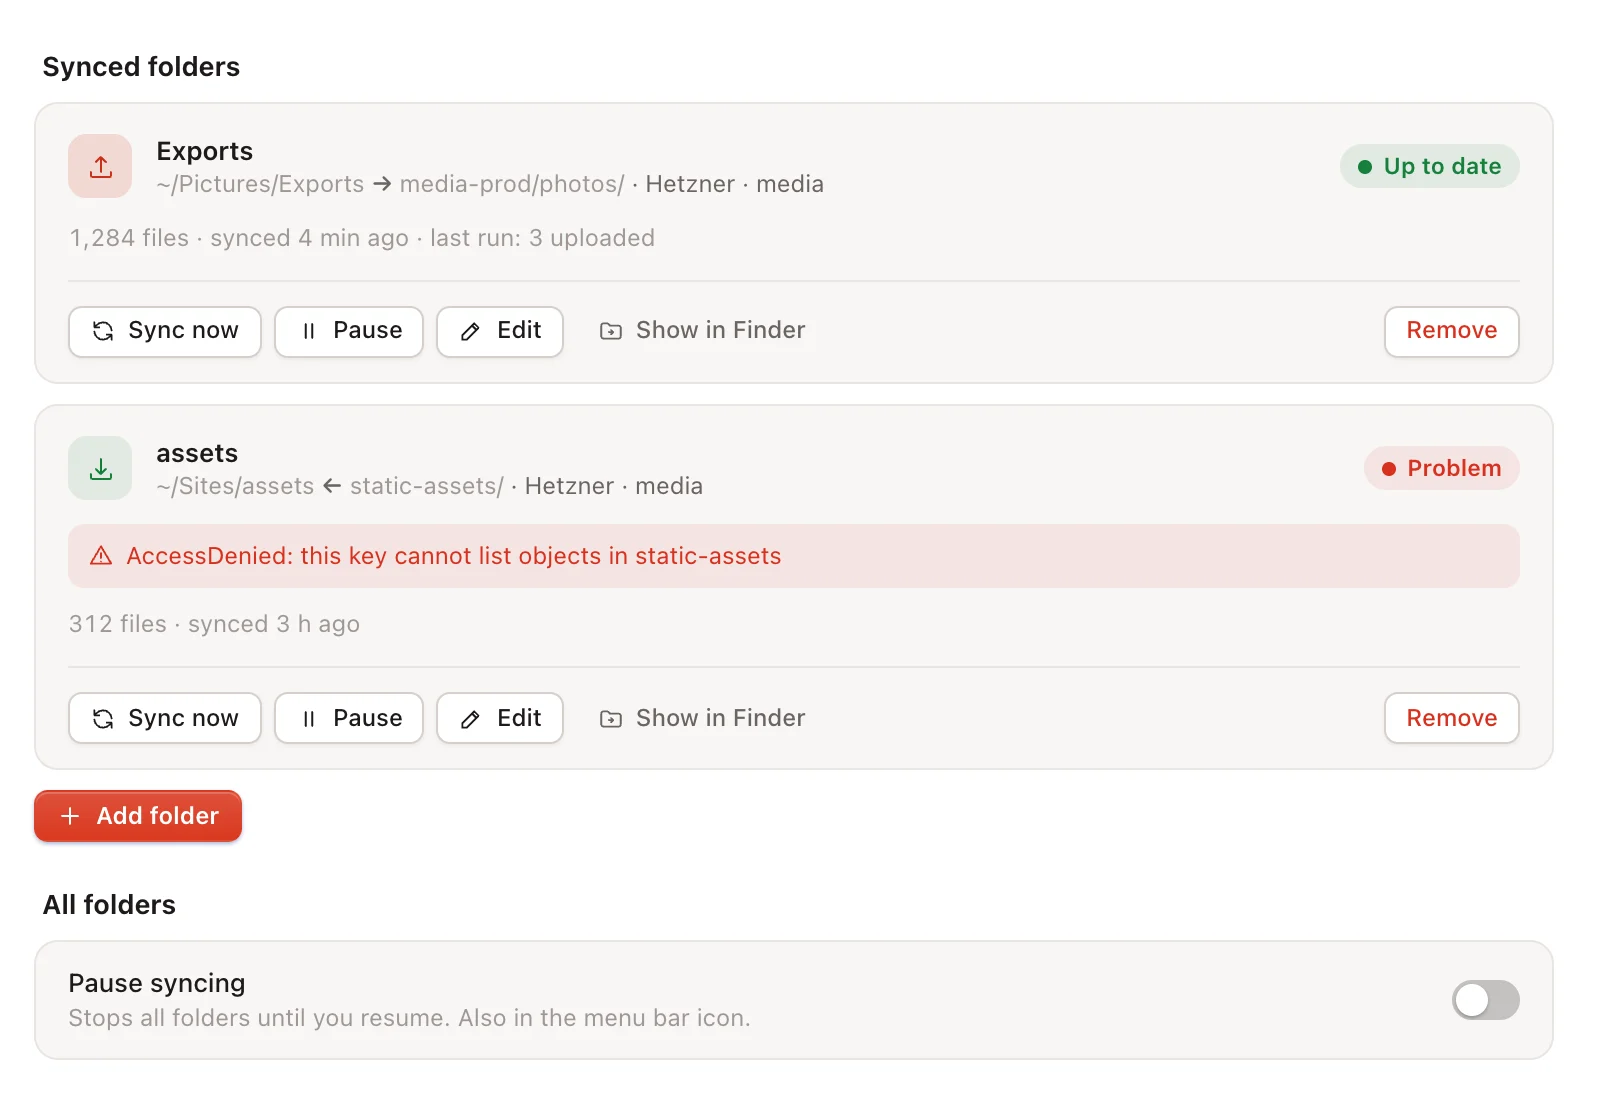 Synced folders
Exports
~/Pictures/Exports → media-prod/photos/ · Hetzner · media
Up to date
1,284 files · synced 4 min ago · last run: 3 uploaded
Sync now
Pause
Edit
Show in Finder
Remove
assets
~/Sites/assets ← static-assets/ · Hetzner · media
Problem
AccessDenied: this key cannot list objects in static-assets
312 files · synced 3 h ago
Sync now
Pause
Edit
Show in Finder
Remove
Add folder
All folders
Pause syncing
Stops all folders until you resume. Also in the menu bar icon.